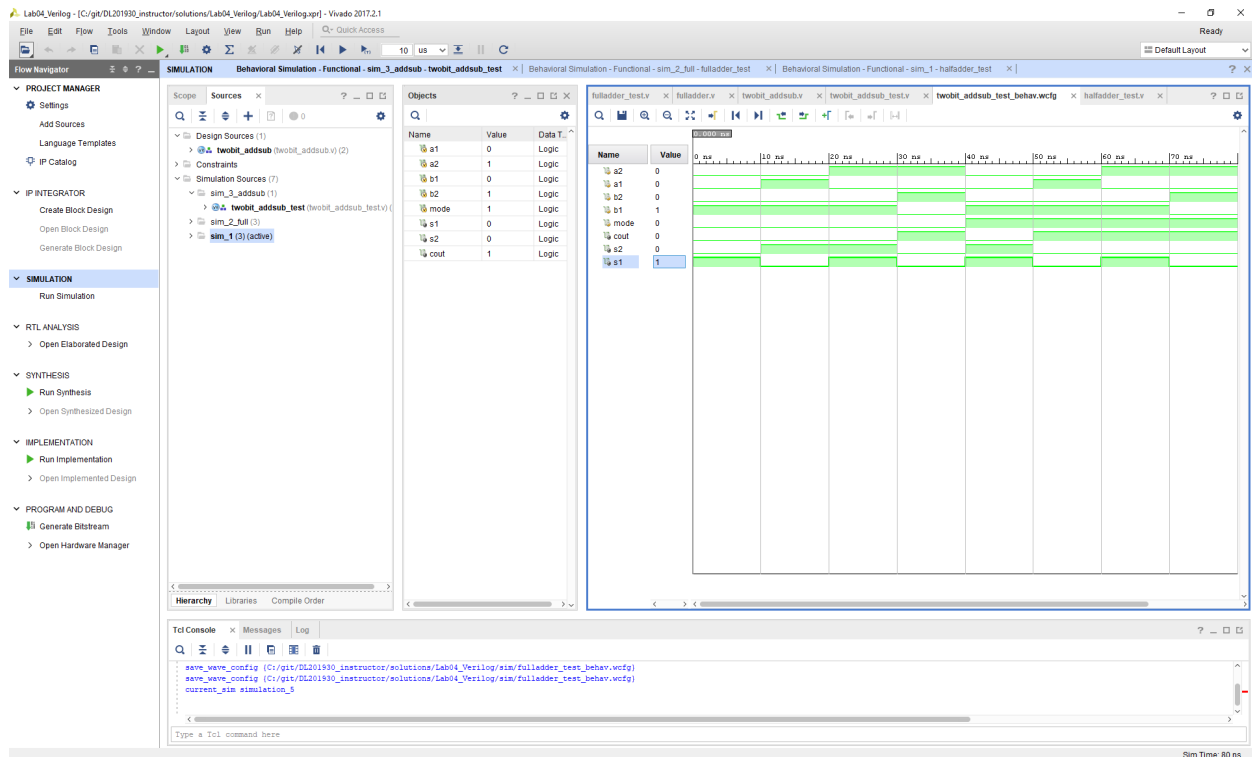 Lab04_Verilog - [C:/git/DL201930_instructor/solutions/Lab04_Verilog/Lab04_Verilog.xpr] - Vivado 2017.2.1
File Edit Flow Tools Window Layout View Run Help Quick Access
Ready
10 us
Default Layout
Flow Navigator
SIMULATION Behavioral Simulation - Functional - sim_3_addsub - twobit_addsub_test Behavioral Simulation - Functional - sim_2_full - fulladder_test Behavioral Simulation - Functional - sim_1 - halfadder_test
PROJECT MANAGER
Settings
Add Sources
Language Templates
IP Catalog
IP INTEGRATOR
Create Block Design
Open Block Design
Generate Block Design
SIMULATION
Run Simulation
RTL ANALYSIS
Open Elaborated Design
SYNTHESIS
Run Synthesis
Open Synthesized Design
IMPLEMENTATION
Run Implementation
Open Implemented Design
PROGRAM AND DEBUG
Generate Bitstream
Open Hardware Manager
Scope Sources
0
Design Sources (1)
twobit_addsub (twobit_addsub.v) (2)
Constraints
Simulation Sources (7)
sim_3_addsub (1)
twobit_addsub_test (twobit_addsub_test.v) (
sim_2_full (3)
sim_1 (3) (active)
Hierarchy Libraries Compile Order
Objects
Name Value Data T..
a1 0 Logic
a2 1 Logic
b1 0 Logic
b2 1 Logic
mode 1 Logic
s1 0 Logic
s2 0 Logic
cout 1 Logic
fulladder_test.v fulladder.v twobit_addsub.v twobit_addsub_test.v twobit_addsub_test_behav.wcfg halfadder_test.v
0.000 ns
Name Value 0 ns 10 ns 20 ns 30 ns 40 ns 50 ns 60 ns 70 ns
a2 0
a1 0
b2 0
b1 1
mode 0
cout 0
s2 0
s1 1
Tcl Console Messages Log
save_wave_config {C:/git/DL201930_instructor/solutions/Lab04_Verilog/sim/fulladder_test_behav.wcfg}
save_wave_config {C:/git/DL201930_instructor/solutions/Lab04_Verilog/sim/fulladder_test_behav.wcfg}
current_sim simulation_5
Type a Tcl command here
Sim Time: 80 ns